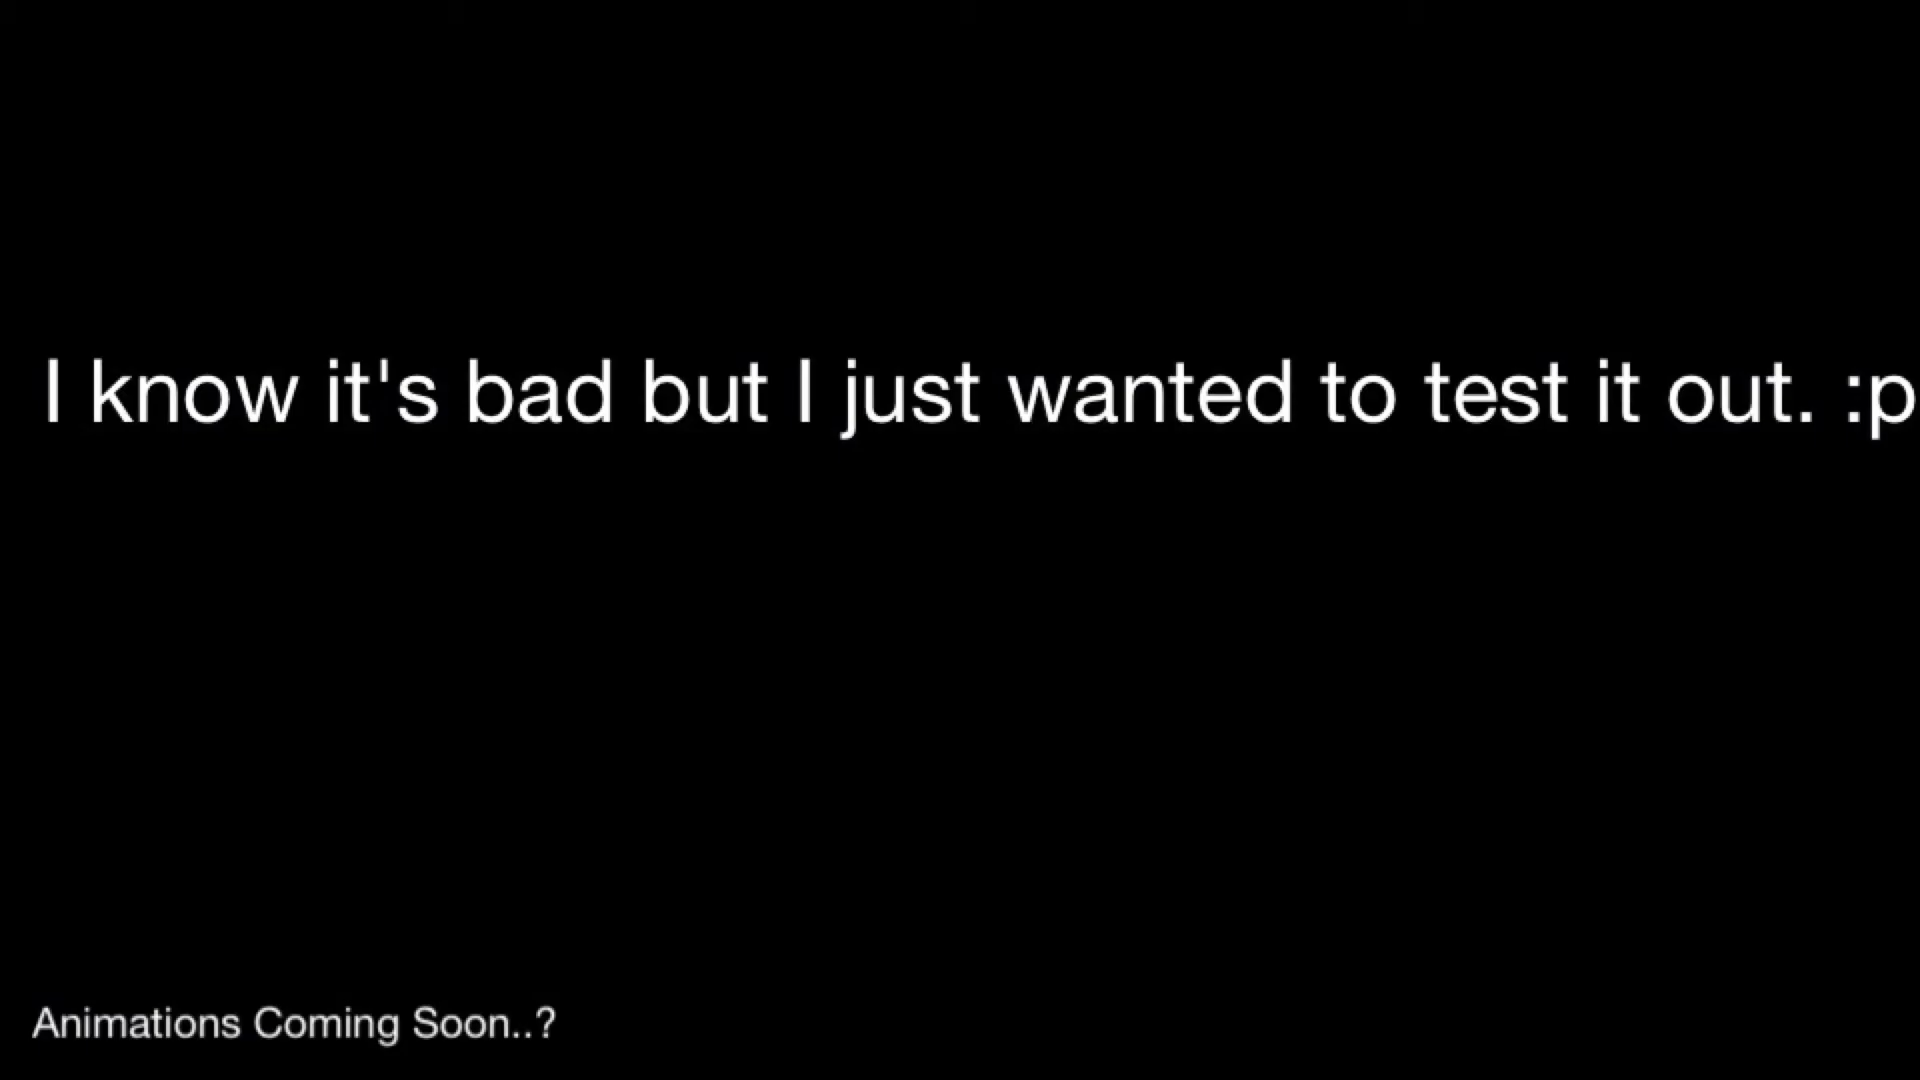 I know it's bad but I just wanted to test it out. :p
Animations Coming Soon..?